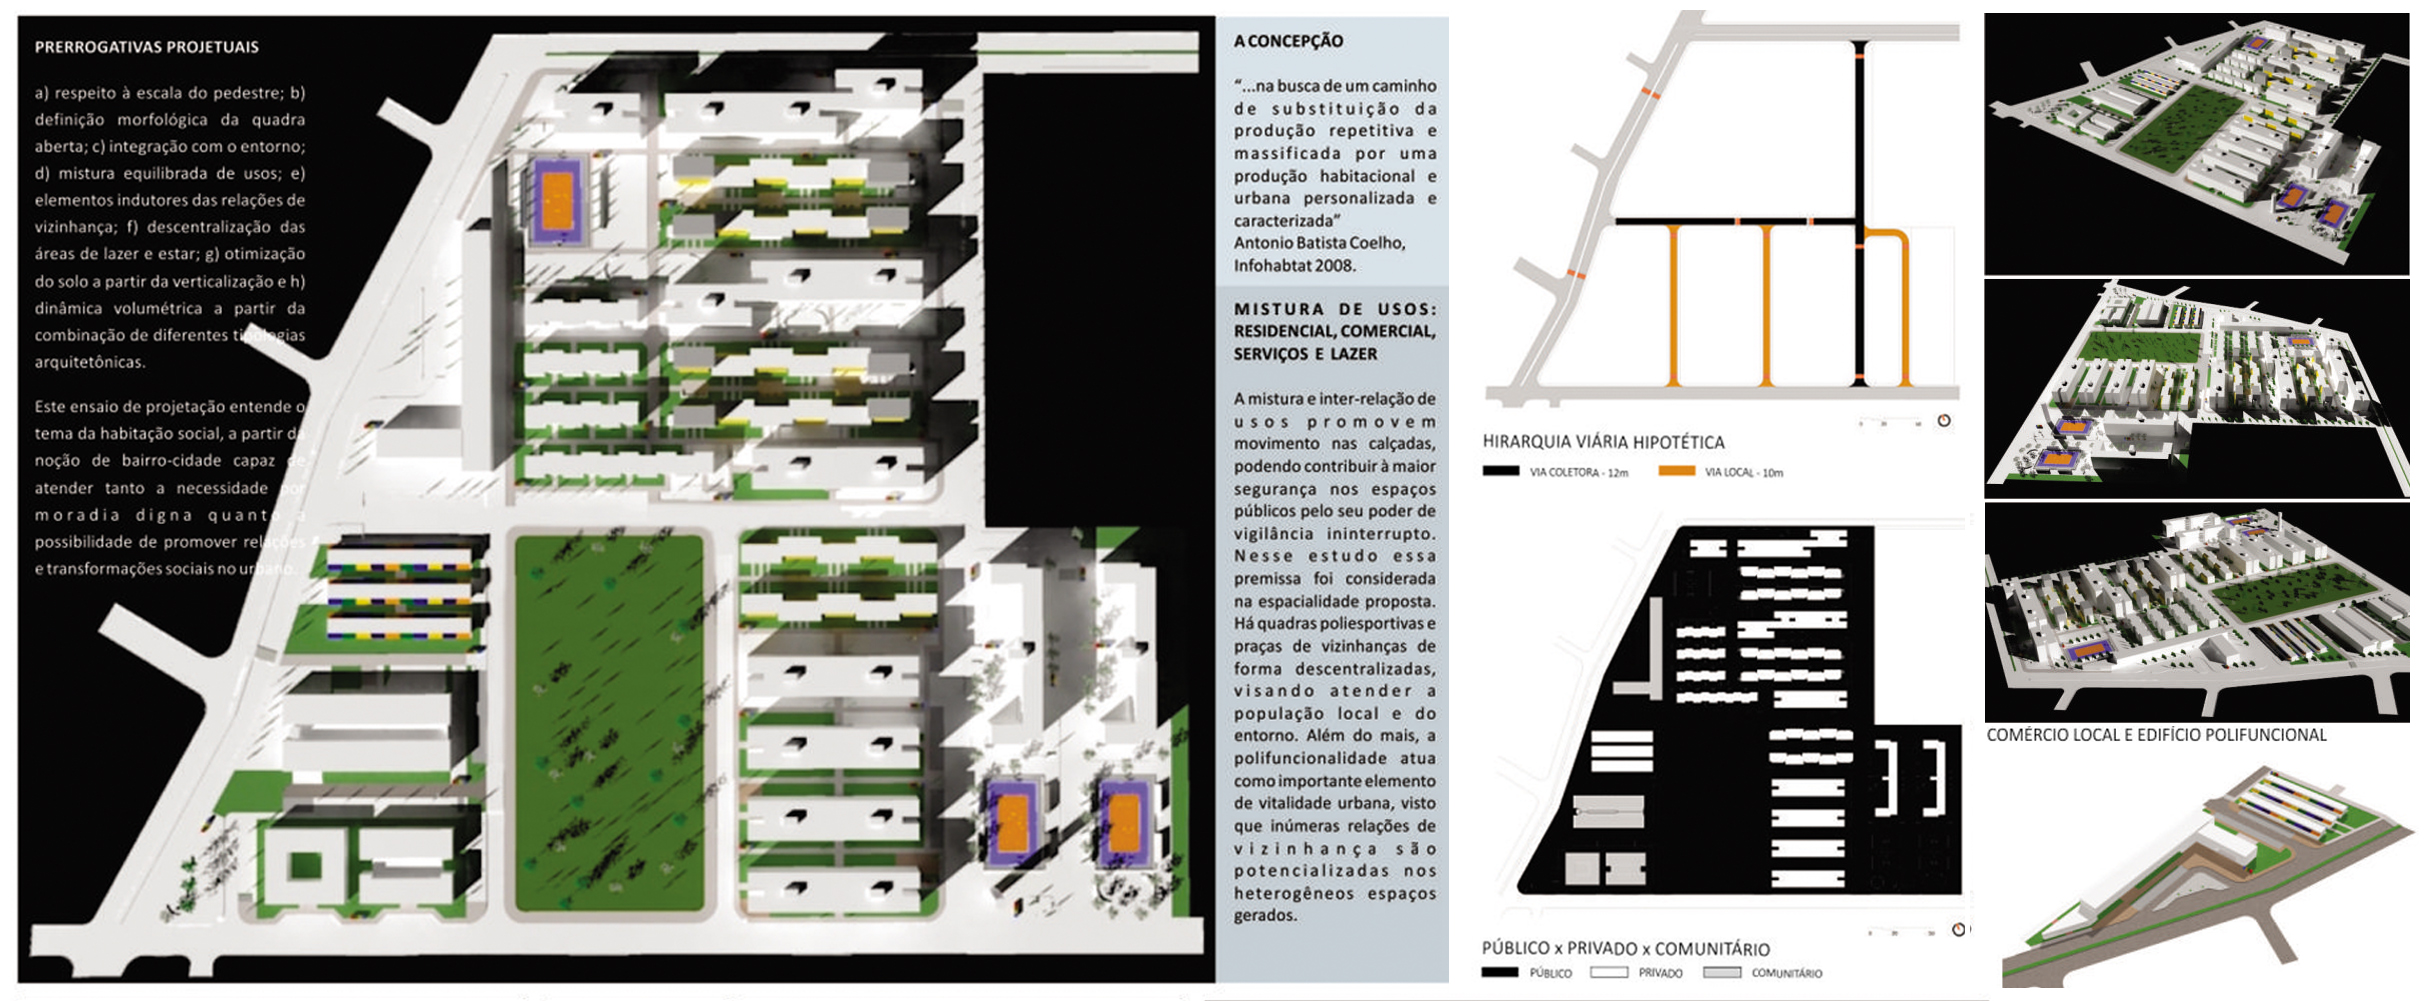 PRERROGATIVAS PROJETUAIS
a) respeito à escala do pedestre; b)
definição morfológica da quadra
aberta; c) integração com o entorno;
d) mistura equilibrada de usos; e)
elementos indutores das relações de
vizinhança; f) descentralização das
áreas de lazer e estar; g) otimização
do solo a partir da verticalização e h)
dinâmica volumétrica a partir da
combinação de diferentes tipologias
arquitetônicas.
Este ensaio de projetação entende o
tema da habitação social, a partir da
noção de bairro-cidade capaz de
atender tanto a necessidade por
moradia digna quanto a
possibilidade de promover relações
e transformações sociais no urbano.
A CONCEPÇÃO
“...na busca de um caminho
de substituição da
produção repetitiva e
massificada por uma
produção habitacional e
urbana personalizada e
caracterizada”
Antonio Batista Coelho,
Infohabtat 2008.
MISTURA DE USOS:
RESIDENCIAL, COMERCIAL,
SERVIÇOS E LAZER
A mistura e inter-relação de
usos promovem
movimento nas calçadas,
podendo contribuir à maior
segurança nos espaços
públicos pelo seu poder de
vigilância ininterrupto.
Nesse estudo essa
premissa foi considerada
na espacialidade proposta.
Há quadras poliesportivas e
praças de vizinhanças de
forma descentralizadas,
visando atender a
população local e do
entorno. Além do mais, a
polifuncionalidade atua
como importante elemento
de vitalidade urbana, visto
que inúmeras relações de
vizinhança são
potencializadas nos
heterogêneos espaços
gerados.
HIRARQUIA VIÁRIA HIPOTÉTICA
VIA COLETORA - 12m
VIA LOCAL - 10m
PÚBLICO x PRIVADO x COMUNITÁRIO
PÚBLICO
PRIVADO
COMUNITÁRIO
COMÉRCIO LOCAL E EDIFÍCIO POLIFUNCIONAL